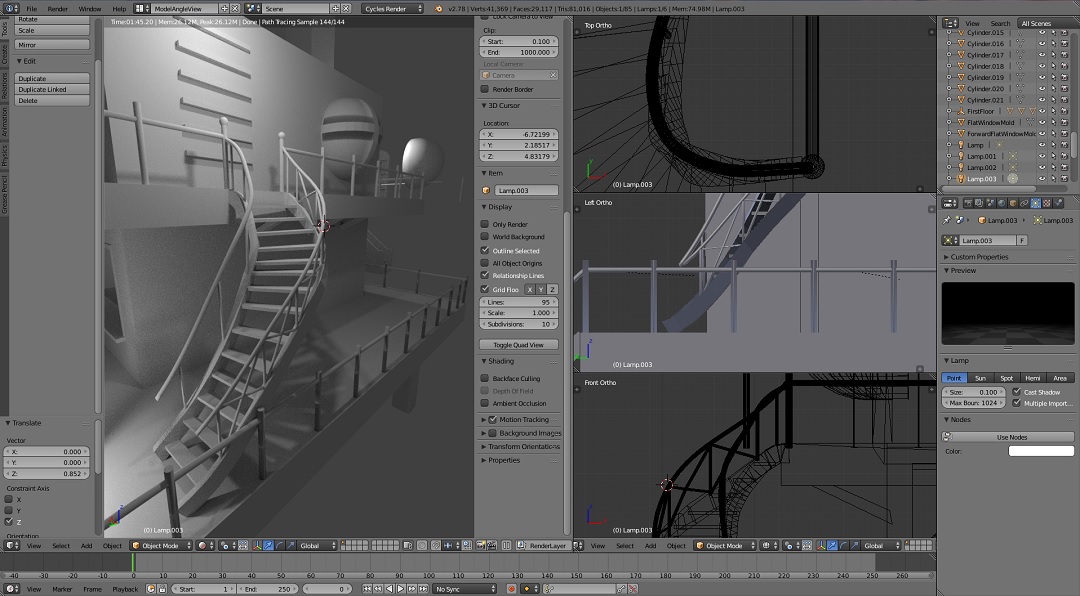 File Render Window Help ModelAngleView Scene Cycles Render v2.78 | Verts:41,369 | Faces:29,117 | Tris:81,016 | Objects:1/85 | Lamps:1/6 | Mem:74.98M | Lamp.003
Rotate
Scale
Mirror
Edit
Duplicate
Duplicate Linked
Delete
Tools
Create
Relations
Animation
Physics
Grease Pencil
Translate
Vector
X: 0.000
Y: 0.000
Z: 0.852
Constraint Axis
X
Y
Z
Orientation
Time:01:45.20 | Mem:26.12M, Peak:26.12M | Done | Path Tracing Sample 144/144
(0) Lamp.003
Lock Camera to View
Clip:
Start: 0.100
End: 1000.000
Local Camera:
Camera
Render Border
3D Cursor
Location:
X: -6.72199
Y: 2.18517
Z: 4.83179
Item
Lamp.003
Display
Only Render
World Background
Outline Selected
All Object Origins
Relationship Lines
Grid Floo X Y Z
Lines: 95
Scale: 1.000
Subdivisions: 10
Toggle Quad View
Shading
Backface Culling
Depth Of Field
Ambient Occlusion
Motion Tracking
Background Images
Transform Orientations
Properties
Top Ortho
(0) Lamp.003
Left Ortho
(0) Lamp.003
Front Ortho
(0) Lamp.003
View Search All Scenes
Cylinder.015
Cylinder.016
Cylinder.017
Cylinder.018
Cylinder.019
Cylinder.020
Cylinder.021
FirstFloor
FlatWindowMold
ForwardFlatWindowMold
Lamp
Lamp.001
Lamp.002
Lamp.003
Lamp.003 Lamp.003
Lamp.003 F
Custom Properties
Preview
Lamp
Point Sun Spot Hemi Area
Size: 0.100 Cast Shadow
Max Boun: 1024 Multiple Import...
Nodes
Use Nodes
Color:
View Select Add Object Object Mode Global RenderLayer
View Select Add Object Object Mode Global
-40 -30 -20 -10 0 10 20 30 40 50 60 70 80 90 100 110 120 130 140 150 160 170 180 190 200 210 220 230 240 250 260
View Marker Frame Playback Start: 1 End: 250 0 No Sync